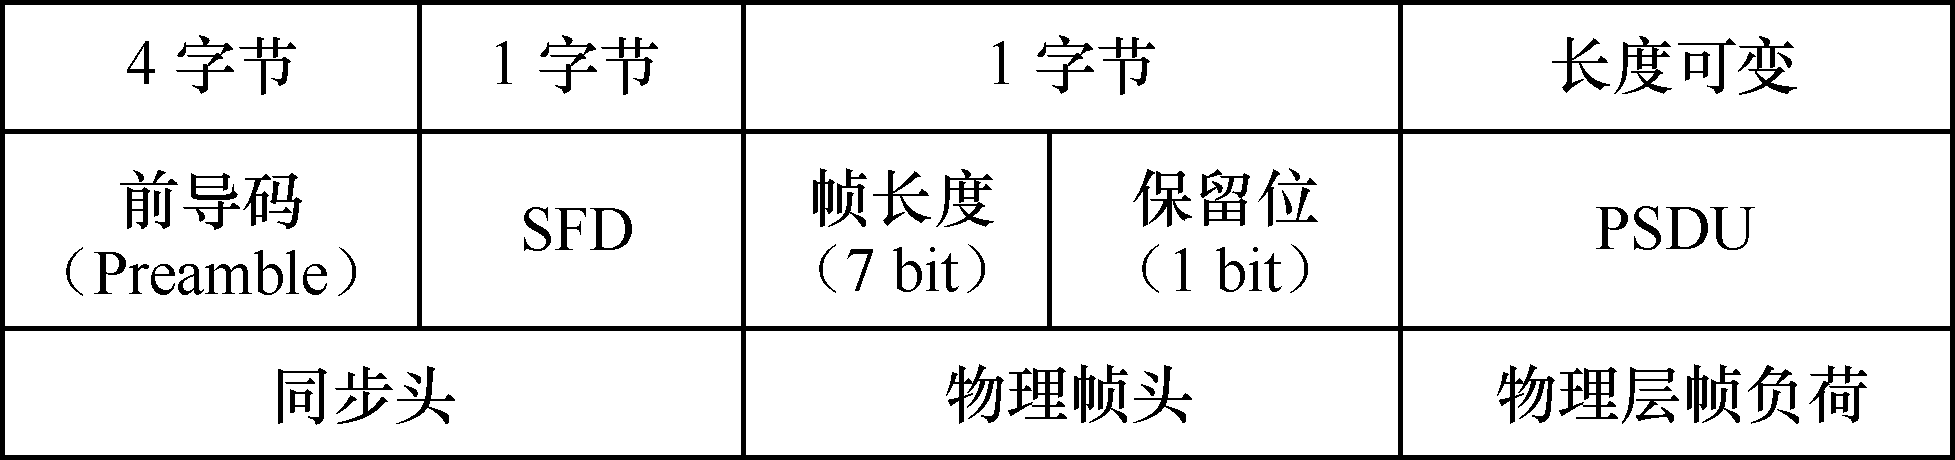 4 字节
1 字节
1 字节
长度可变
前导码
（Preamble）
SFD
帧长度
（7 bit）
保留位
（1 bit）
PSDU
同步头
物理帧头
物理层帧负荷